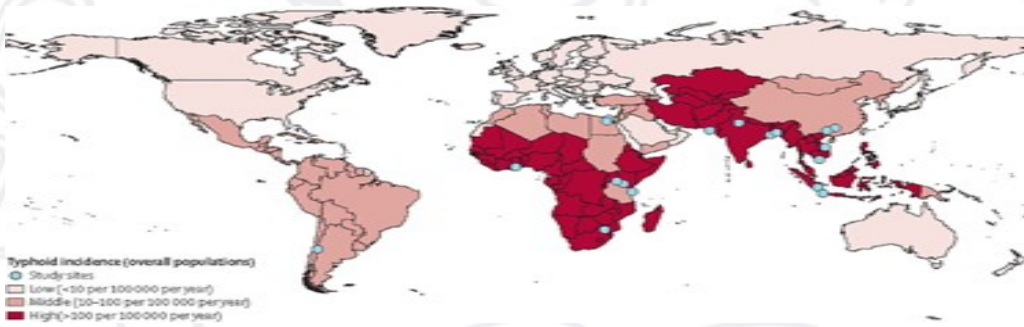 Typhoid incidence (overall populations)
Study sites
Low (<10 per 100 000 per year)
Middle (10–100 per 100 000 per year)
High(>100 per 100 000 per year)